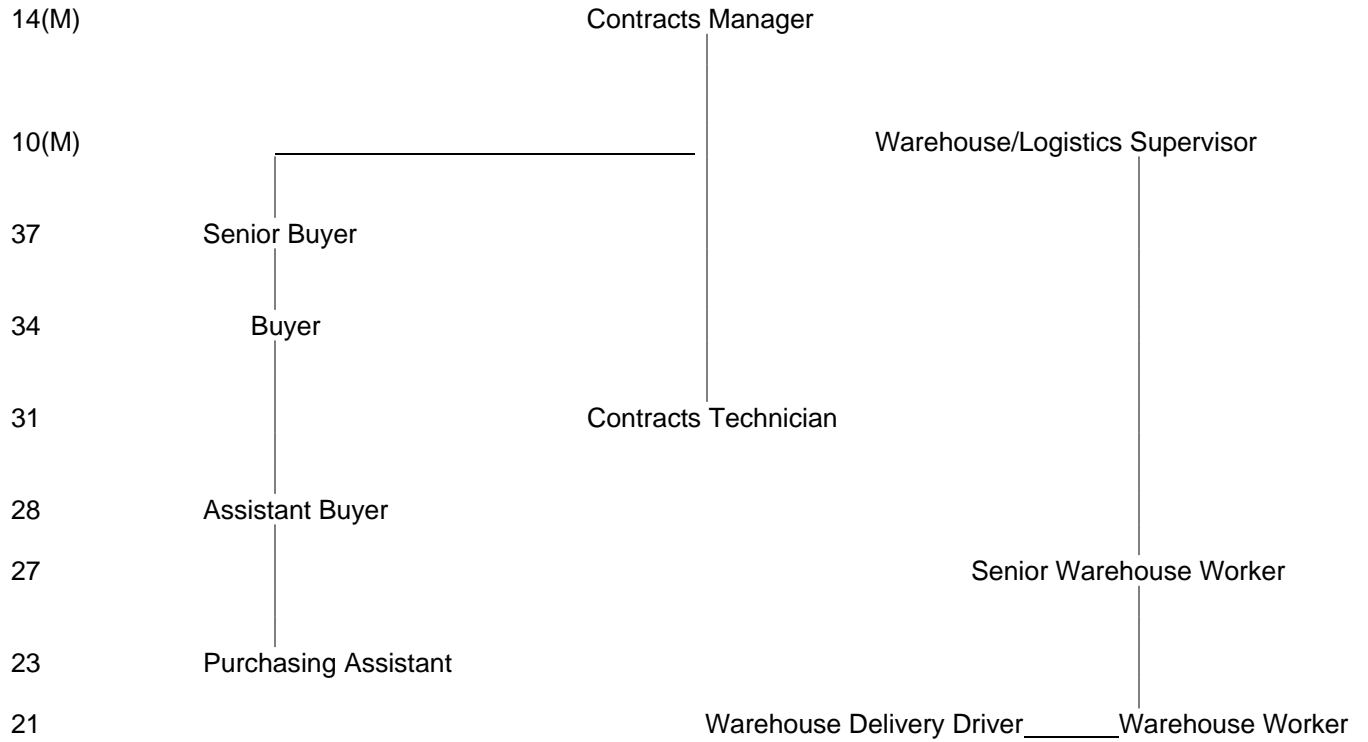 14(M) Contracts Manager
10(M) Warehouse/Logistics Supervisor
37 Senior Buyer
34 Buyer
31 Contracts Technician
28 Assistant Buyer
27 Senior Warehouse Worker
23 Purchasing Assistant
21 Warehouse Delivery Driver Warehouse Worker